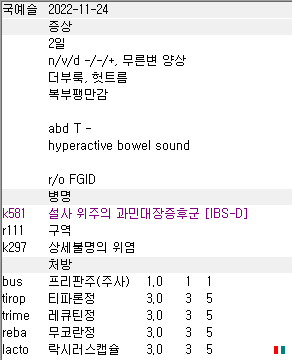 국예슬 2022-11-24
증상
2일
n/v/d -/-/+, 무른변 양상
더부룩, 헛트름
복부팽만감
abd T -
hyperactive bowel sound
r/o FGID
병명
k581 설사 위주의 과민대장증후군 [IBS-D]
r111 구역
k297 상세불명의 위염
처방
bus 프리판주(주사) 1,0 1 1
tirop 티파론정 3,0 3 5
trime 레큐틴정 3,0 3 5
reba 무코란정 3,0 3 5
lacto 락시러스캡슐 3,0 3 5